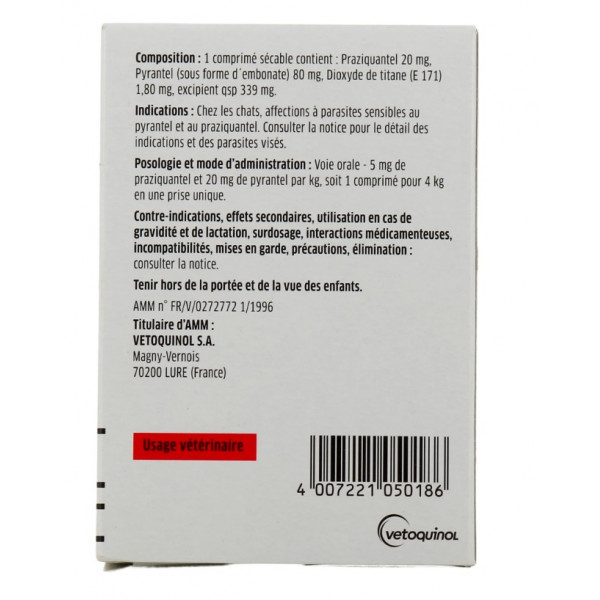 Composition : 1 comprimé sécable contient : Praziquantel 20 mg,
Pyrantel (sous forme d´embonate) 80 mg, Dioxyde de titane (E 171)
1,80 mg, excipient qsp 339 mg.
Indications : Chez les chats, affections à parasites sensibles au
pyrantel et au praziquantel. Consulter la notice pour le détail des
indications et des parasites visés.
Posologie et mode d'administration : Voie orale - 5 mg de
praziquantel et 20 mg de pyrantel par kg, soit 1 comprimé pour 4 kg
en une prise unique.
Contre-indications, effets secondaires, utilisation en cas de
gravidité et de lactation, surdosage, interactions médicamenteuses,
incompatibilités, mises en garde, précautions, élimination :
consulter la notice.
Tenir hors de la portée et de la vue des enfants.
AMM n° FR/V/0272772 1/1996
Titulaire d'AMM :
VETOQUINOL S.A.
Magny-Vernois
70200 LURE (France)
Usage vétérinaire
4 007221 050186
vetoquinol